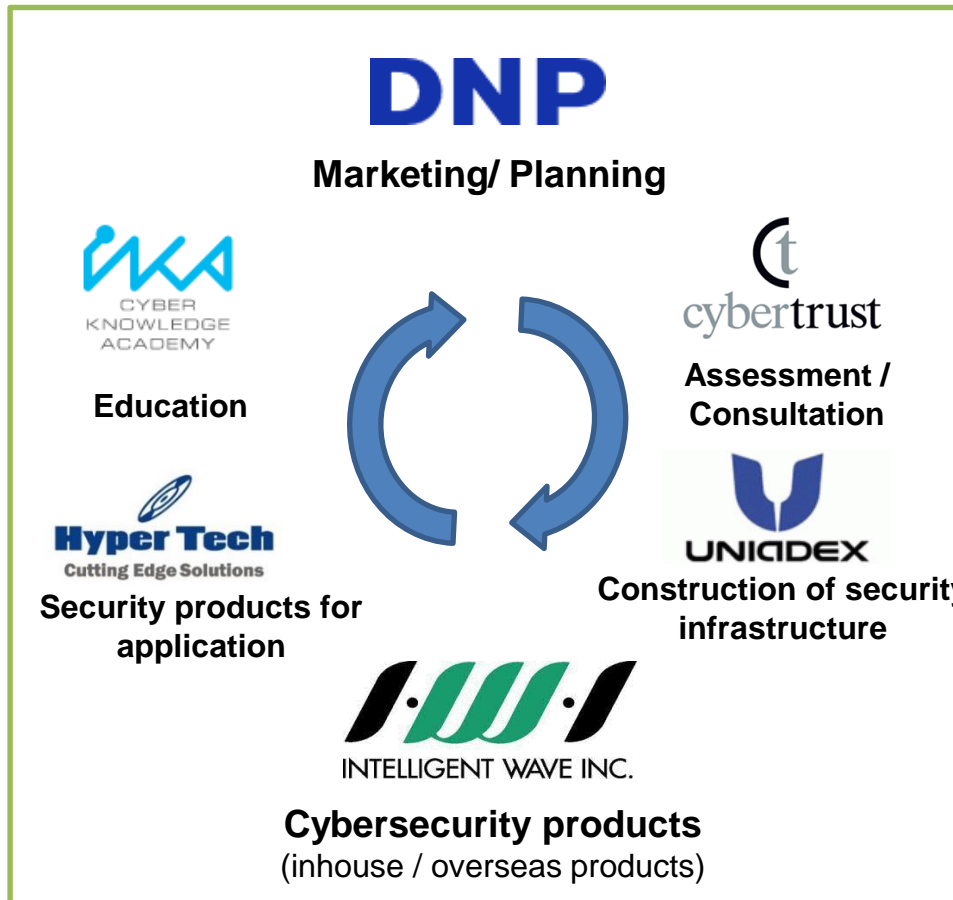 DNP
Marketing/ Planning
CYBER
KNOWLEDGE
ACADEMY
Education
cybertrust
Assessment /
Consultation
Hyper Tech
Cutting Edge Solutions
Security products for
application
UNIADEX
Construction of security
infrastructure
I·W·I
INTELLIGENT WAVE INC.
Cybersecurity products
(inhouse / overseas products)